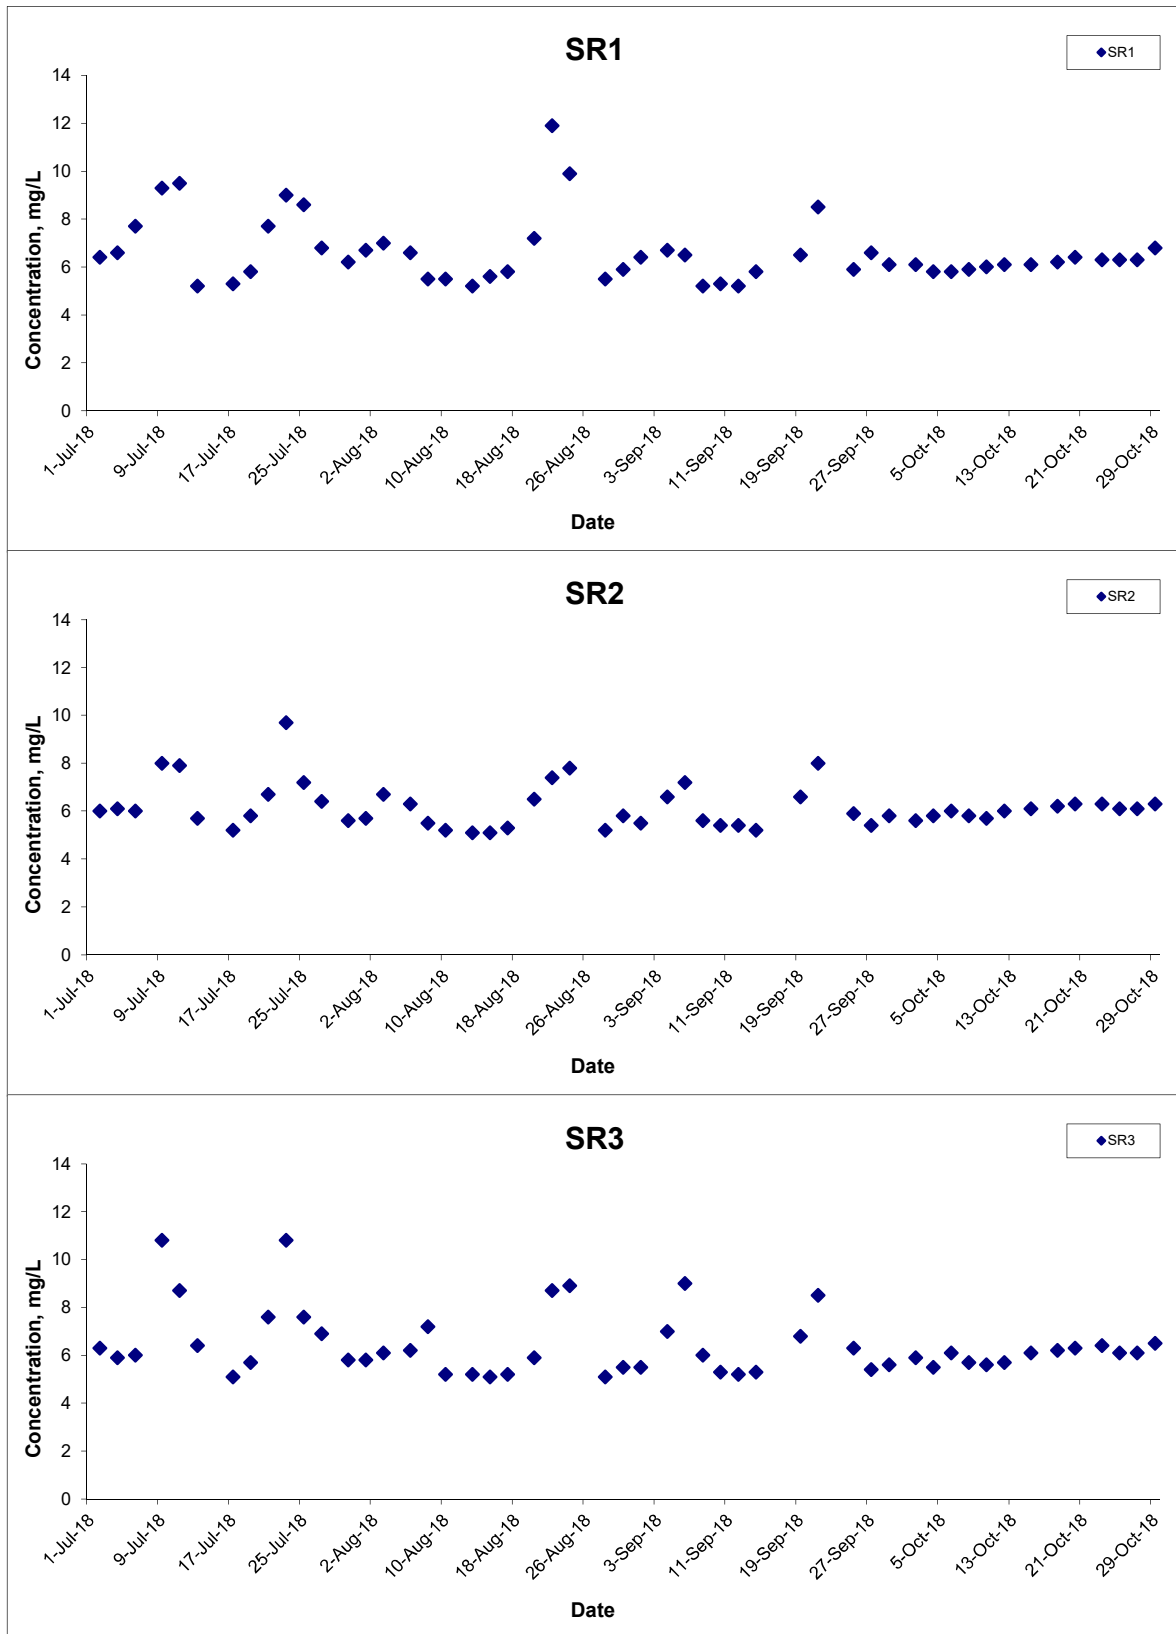 SR1
SR1
14
12
10
8
6
4
2
0
Concentration, mg/L
1-Jul-18
9-Jul-18
17-Jul-18
25-Jul-18
2-Aug-18
10-Aug-18
18-Aug-18
26-Aug-18
3-Sep-18
11-Sep-18
19-Sep-18
27-Sep-18
5-Oct-18
13-Oct-18
21-Oct-18
29-Oct-18
Date
SR2
SR2
14
12
10
8
6
4
2
0
Concentration, mg/L
1-Jul-18
9-Jul-18
17-Jul-18
25-Jul-18
2-Aug-18
10-Aug-18
18-Aug-18
26-Aug-18
3-Sep-18
11-Sep-18
19-Sep-18
27-Sep-18
5-Oct-18
13-Oct-18
21-Oct-18
29-Oct-18
Date
SR3
SR3
14
12
10
8
6
4
2
0
Concentration, mg/L
1-Jul-18
9-Jul-18
17-Jul-18
25-Jul-18
2-Aug-18
10-Aug-18
18-Aug-18
26-Aug-18
3-Sep-18
11-Sep-18
19-Sep-18
27-Sep-18
5-Oct-18
13-Oct-18
21-Oct-18
29-Oct-18
Date